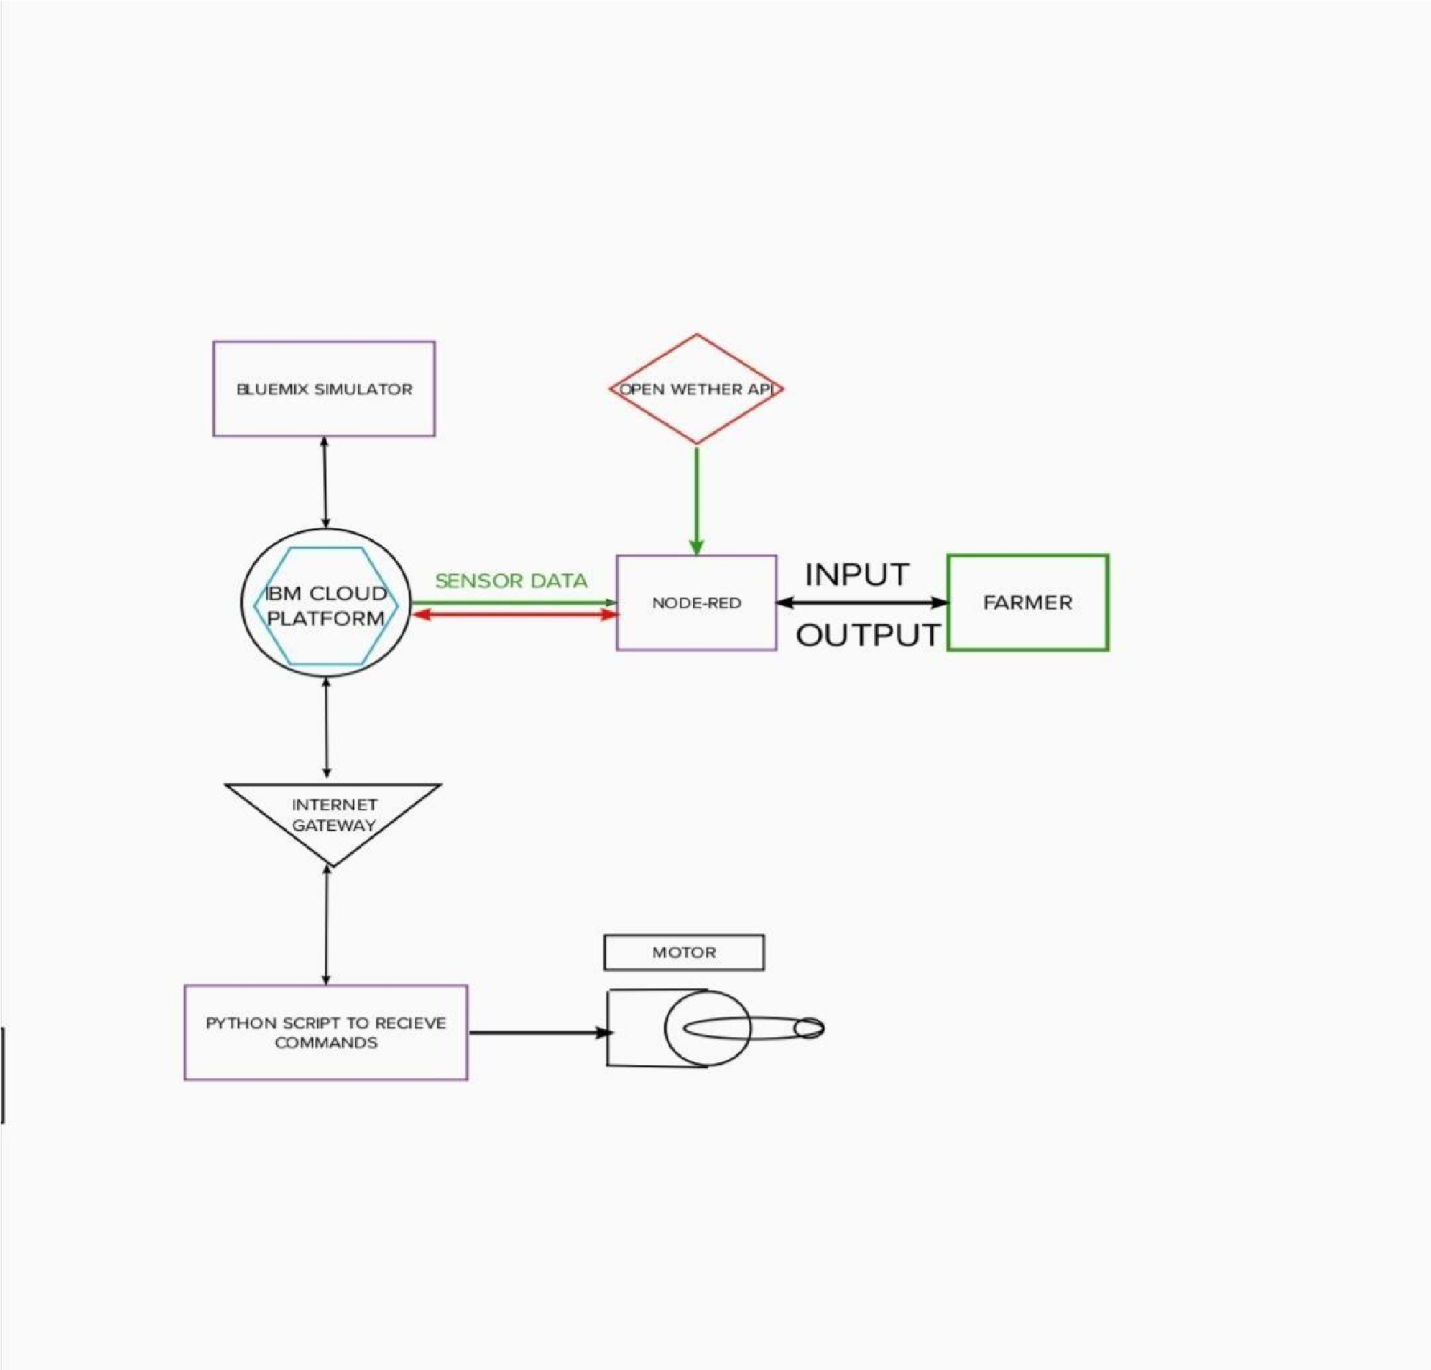 BLUEMIX SIMULATOR
OPEN WETHER API
IBM CLOUD
PLATFORM
SENSOR DATA
NODE-RED
INPUT
OUTPUT
FARMER
INTERNET
GATEWAY
MOTOR
PYTHON SCRIPT TO RECIEVE
COMMANDS